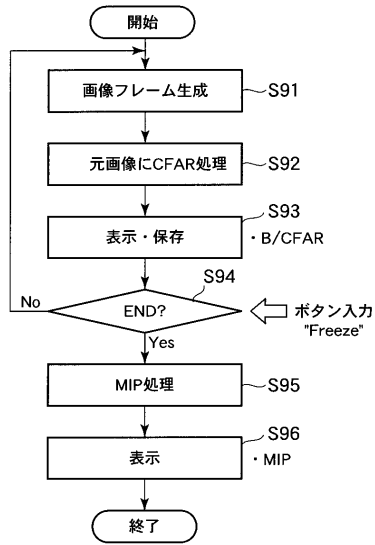 開始
画像フレーム生成
S91
元画像にCFAR処理
S92
表示・保存
S93
・B/CFAR
S94
END?
No
Yes
ボタン入力
"Freeze"
MIP処理
S95
表示
S96
・MIP
終了